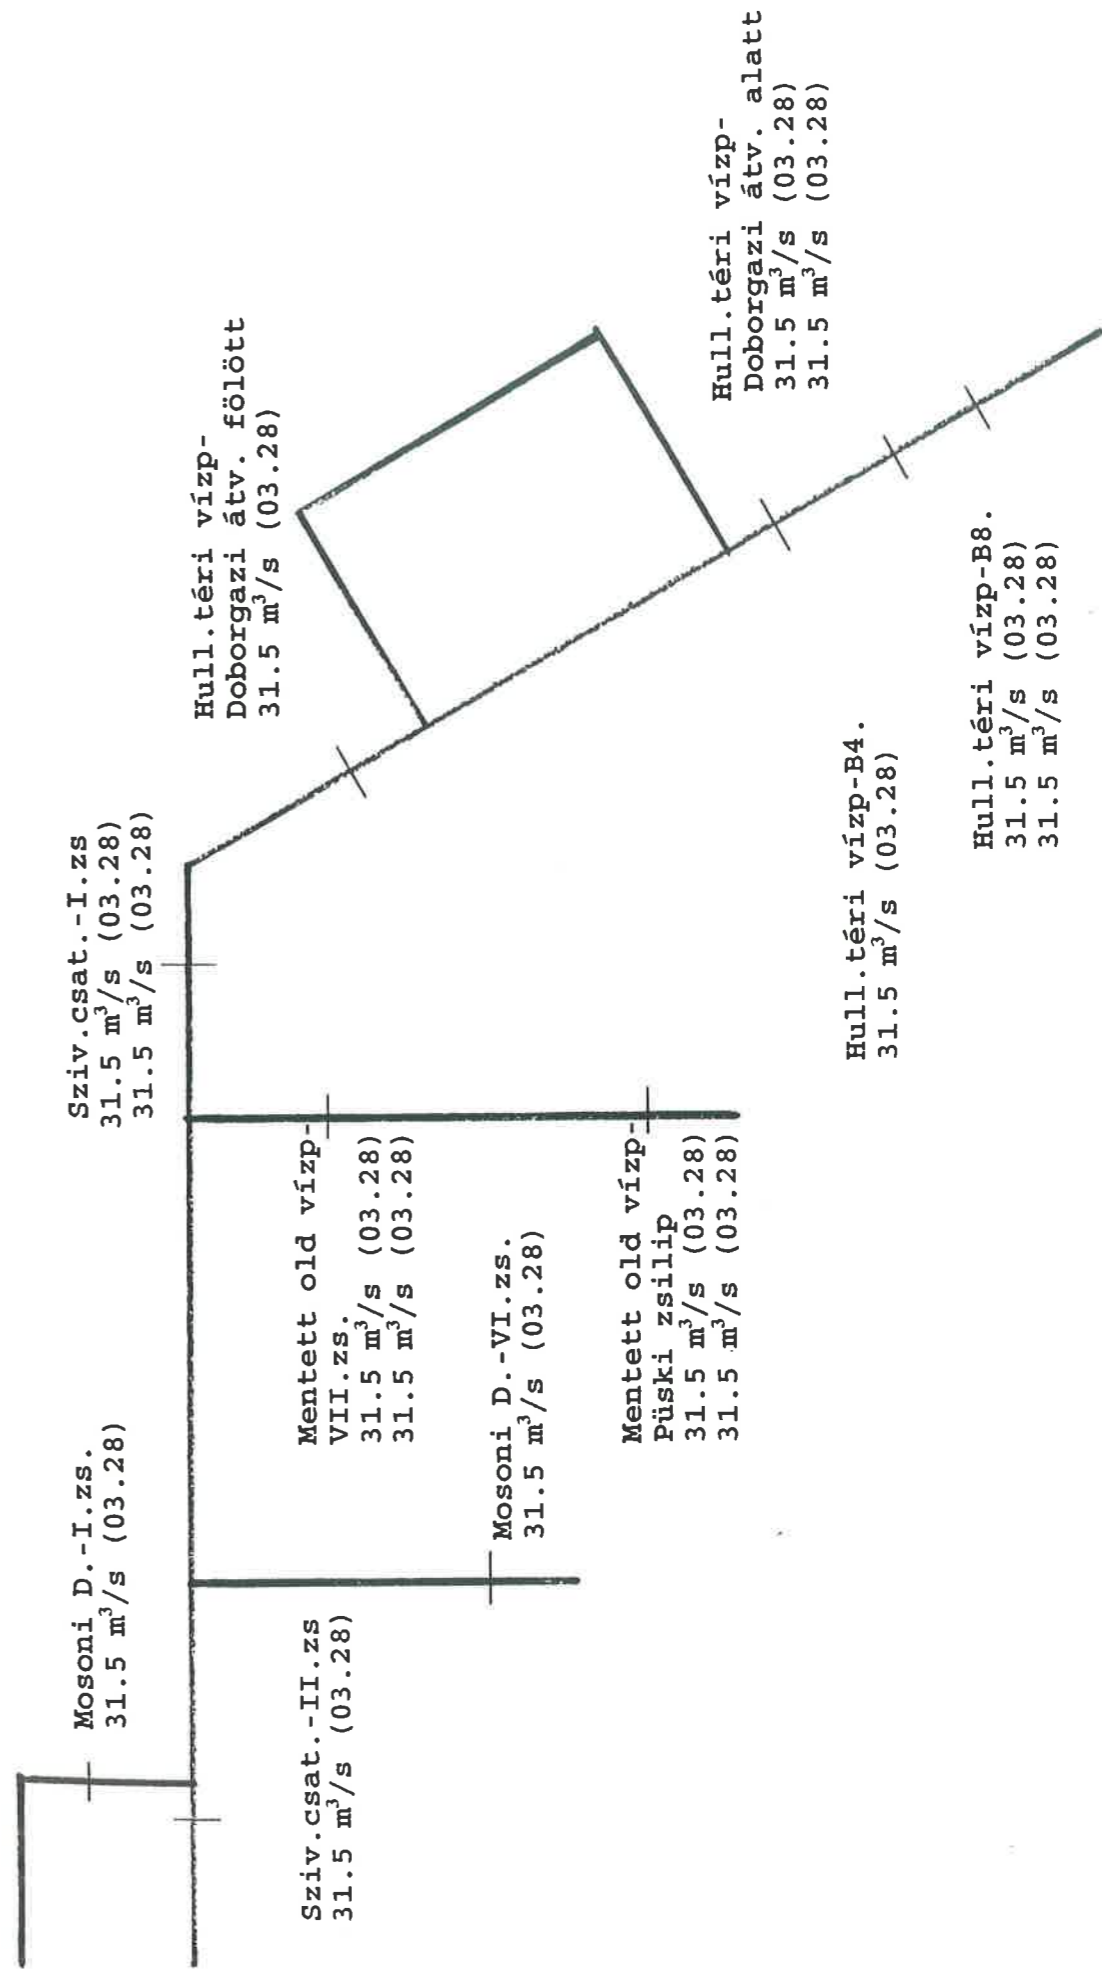 Mosoni D.-I.zs.
31.5 m³/s (03.28)
Sziv.csat.-I.zs
31.5 m³/s (03.28)
31.5 m³/s (03.28)
Hull.téri vízp-
Doborgazi átv. fölött
31.5 m³/s (03.28)
Sziv.csat.-II.zs
31.5 m³/s (03.28)
Mentett old vízp-
VII.zs.
31.5 m³/s (03.28)
31.5 m³/s (03.28)
Mosoni D.-VI.zs.
31.5 m³/s (03.28)
Mentett old vízp-
Püski zsilip
31.5 m³/s (03.28)
31.5 m³/s (03.28)
Hull.téri vízp-
Doborgazi átv. alatt
31.5 m³/s (03.28)
31.5 m³/s (03.28)
Hull.téri vízp-B4.
31.5 m³/s (03.28)
Hull.téri vízp-B8.
31.5 m³/s (03.28)
31.5 m³/s (03.28)